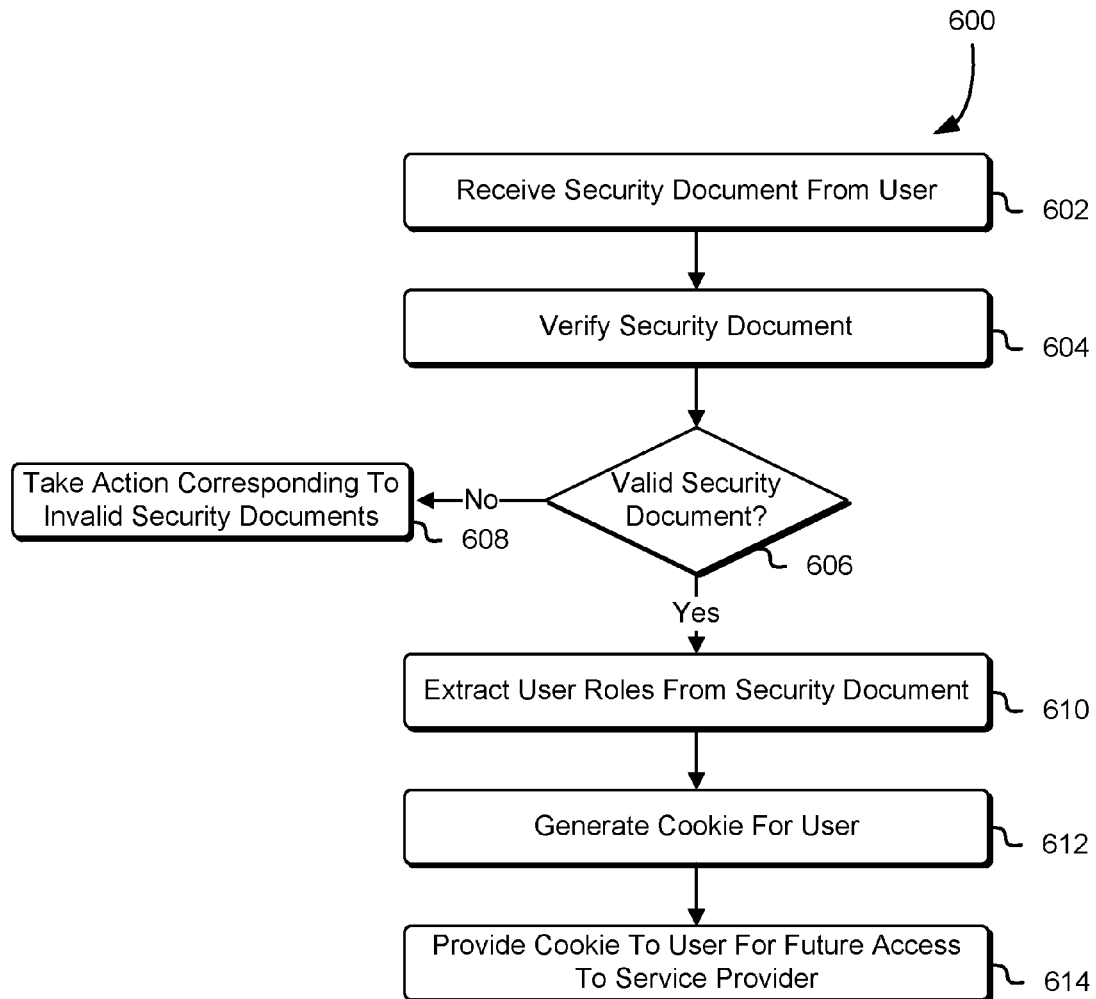 600
Receive Security Document From User
602
Verify Security Document
604
Valid Security
Document?
606
No
Take Action Corresponding To
Invalid Security Documents
608
Yes
Extract User Roles From Security Document
610
Generate Cookie For User
612
Provide Cookie To User For Future Access
To Service Provider
614